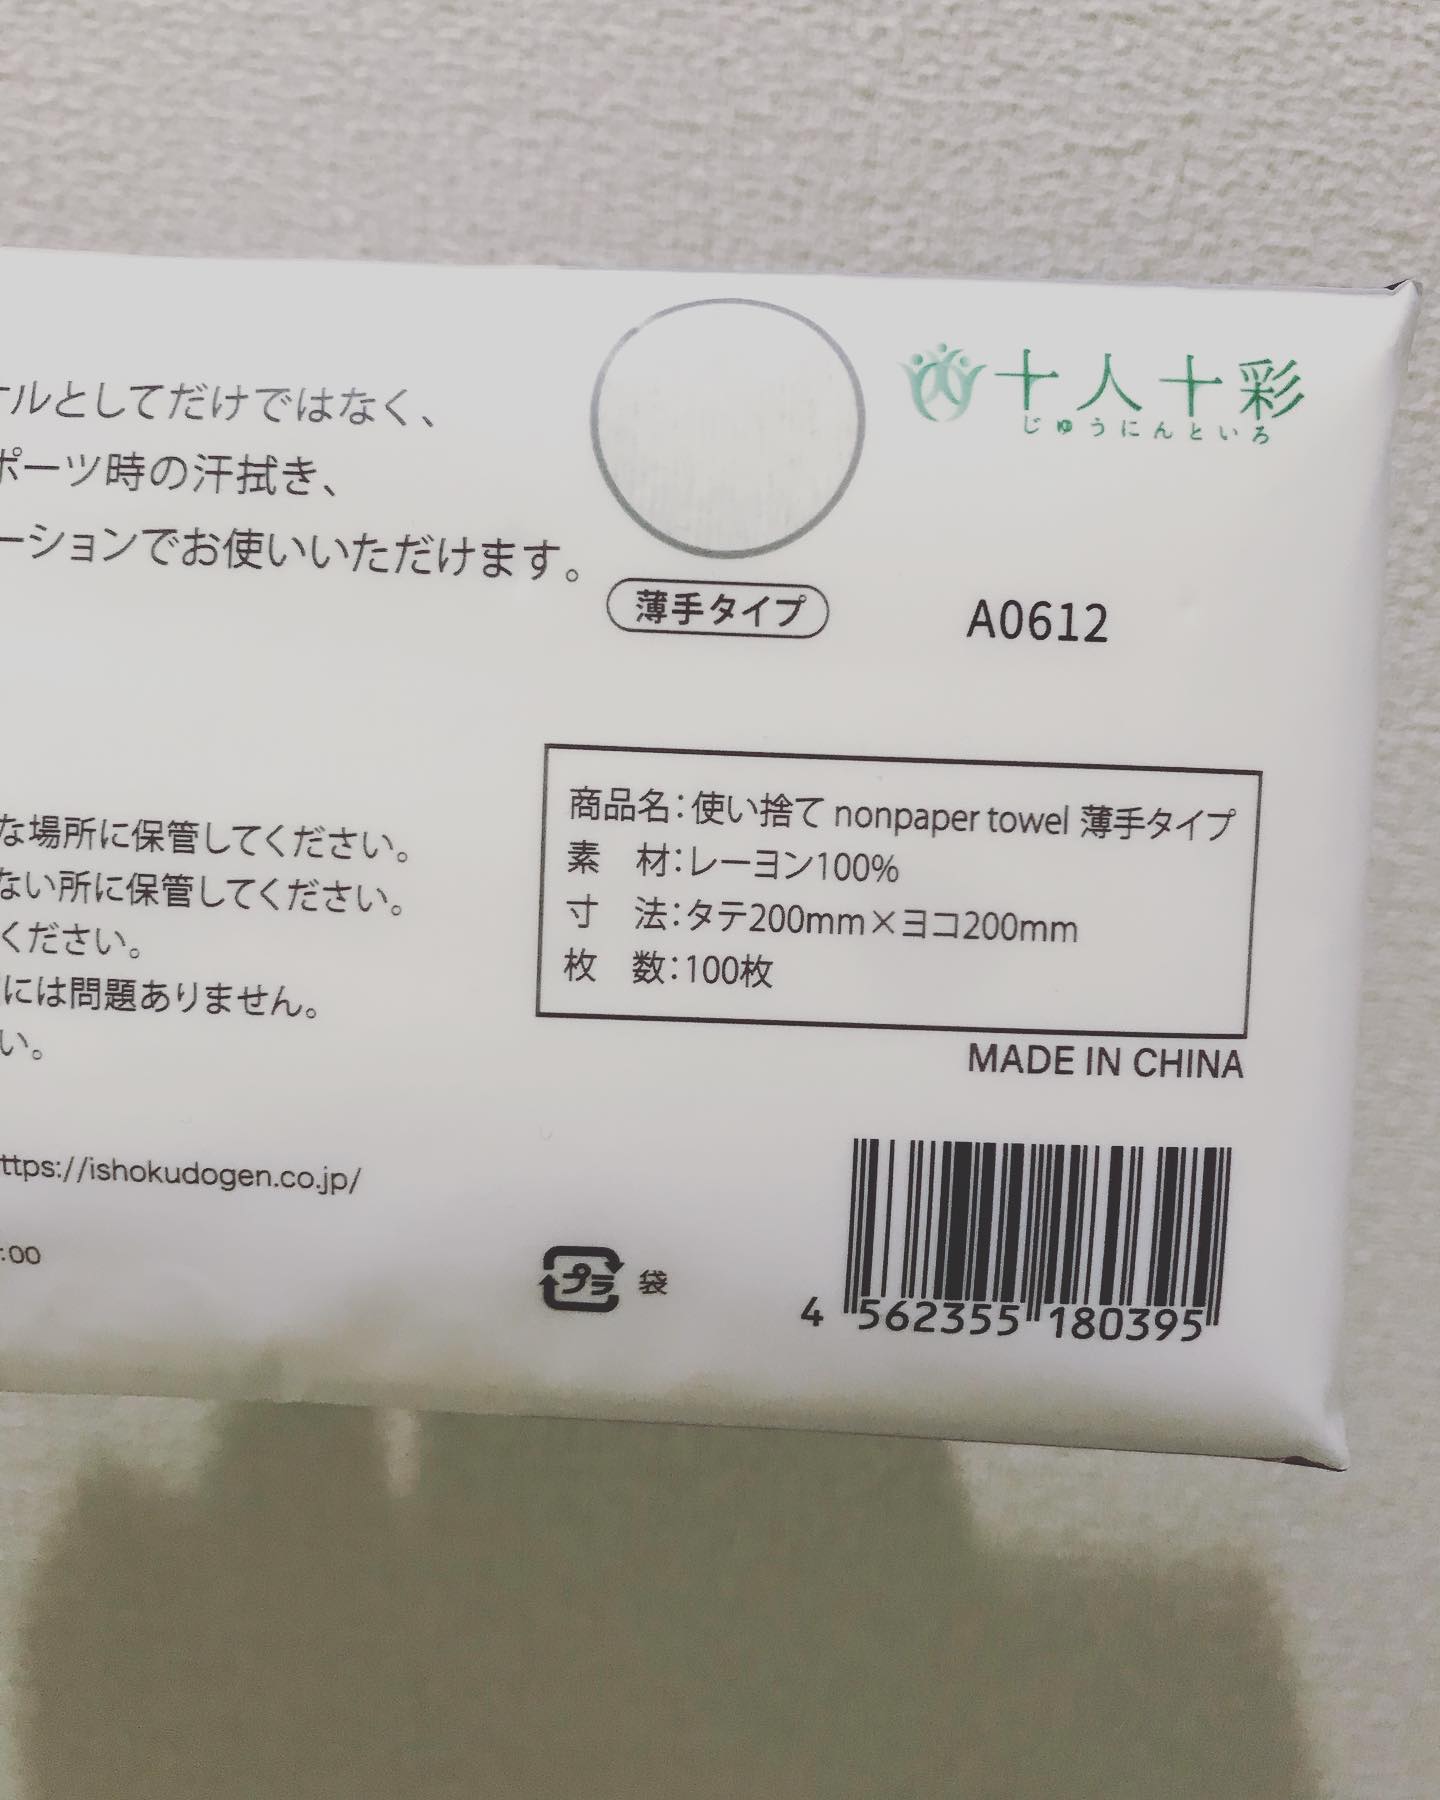 十人十彩
じゅうにんといろ
ルとしてだけではなく、
ポーツ時の汗拭き、
ーションでお使いいただけます。
薄手タイプ
A0612
商品名：使い捨て nonpaper towel 薄手タイプ
素　材：レーヨン100%
寸　法：タテ200mm×ヨコ200mm
枚　数：100枚
MADE IN CHINA
な場所に保管してください。
ない所に保管してください。
ください。
には問題ありません。
い。
ttps://ishokudogen.co.jp/
:00
プラ 袋
4 562355 180395